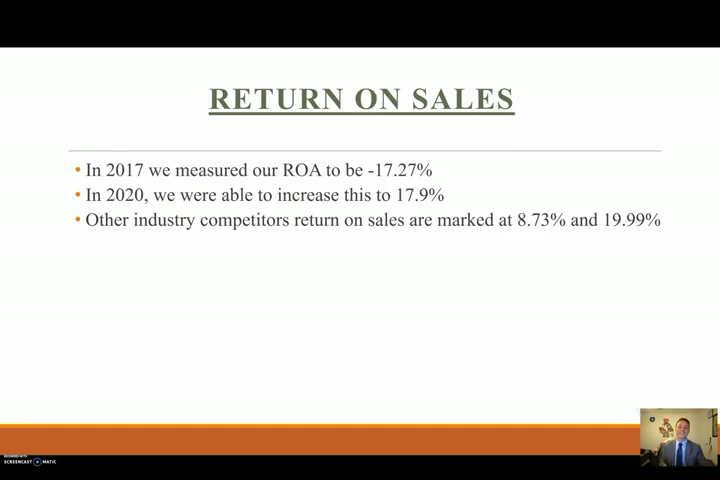 RETURN ON SALES
• In 2017 we measured our ROA to be -17.27%
• In 2020, we were able to increase this to 17.9%
• Other industry competitors return on sales are marked at 8.73% and 19.99%
RECORDED WITH
SCREENCAST-O-MATIC